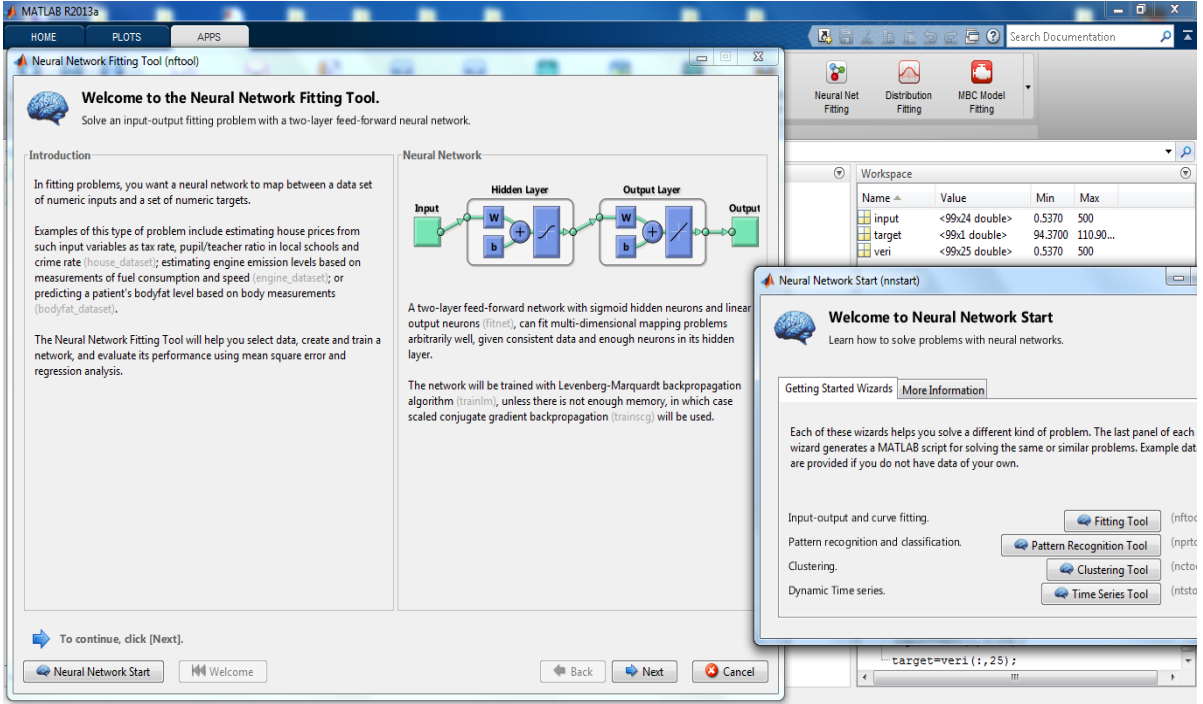 MATLAB R2013a
HOME
PLOTS
APPS
Search Documentation
Neural Network Fitting Tool (nftool)
Welcome to the Neural Network Fitting Tool.
Solve an input-output fitting problem with a two-layer feed-forward neural network.
Introduction
In fitting problems, you want a neural network to map between a data set
of numeric inputs and a set of numeric targets.
Examples of this type of problem include estimating house prices from
such input variables as tax rate, pupil/teacher ratio in local schools and
crime rate (house_dataset); estimating engine emission levels based on
measurements of fuel consumption and speed (engine_dataset); or
predicting a patient's bodyfat level based on body measurements
(bodyfat_dataset).
The Neural Network Fitting Tool will help you select data, create and train a
network, and evaluate its performance using mean square error and
regression analysis.
Neural Network
Hidden Layer
Output Layer
Input
Output
W
b
W
b
A two-layer feed-forward network with sigmoid hidden neurons and linear
output neurons (fitnet), can fit multi-dimensional mapping problems
arbitrarily well, given consistent data and enough neurons in its hidden
layer.
The network will be trained with Levenberg-Marquardt backpropagation
algorithm (trainlm), unless there is not enough memory, in which case
scaled conjugate gradient backpropagation (trainscg) will be used.
To continue, click [Next].
Neural Network Start
Welcome
Back
Next
Cancel
Neural Net
Fitting
Distribution
Fitting
MBC Model
Fitting
Workspace
Name Value Min Max
input <99x24 double> 0.5370 500
target <99x1 double> 94.3700 110.90...
veri <99x25 double> 0.5370 500
Neural Network Start (nnstart)
Welcome to Neural Network Start
Learn how to solve problems with neural networks.
Getting Started Wizards
More Information
Each of these wizards helps you solve a different kind of problem. The last panel of each
wizard generates a MATLAB script for solving the same or similar problems. Example dat
are provided if you do not have data of your own.
Input-output and curve fitting. Fitting Tool (nftoo
Pattern recognition and classification. Pattern Recognition Tool (nprto
Clustering. Clustering Tool (nctoo
Dynamic Time series. Time Series Tool (ntsto
target=veri(:,25);